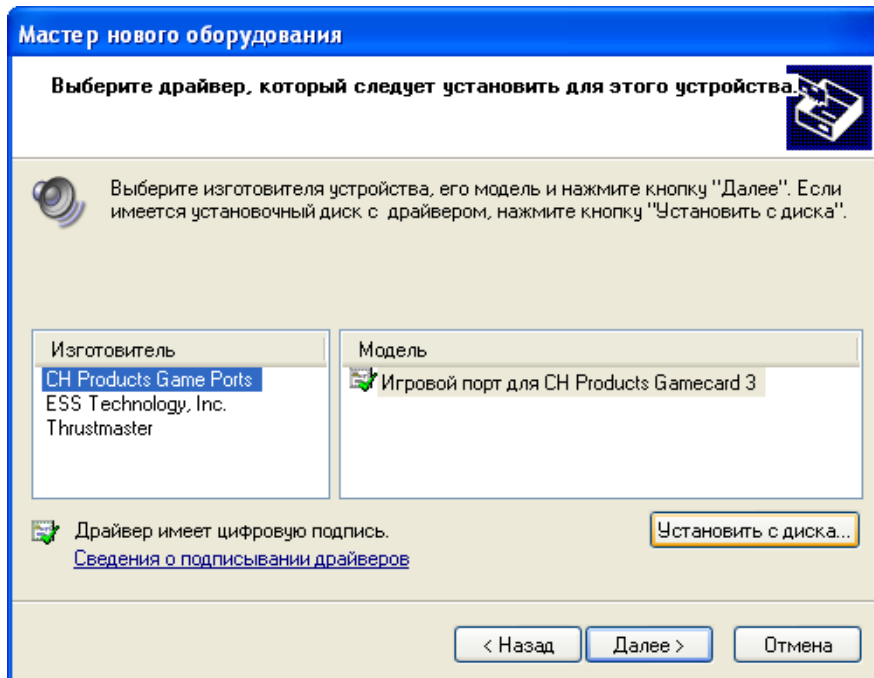 Мастер нового оборудования
Выберите драйвер, который следует установить для этого устройства.
Выберите изготовителя устройства, его модель и нажмите кнопку "Далее". Если
имеется установочный диск с драйвером, нажмите кнопку "Установить с диска".
Изготовитель
CH Products Game Ports
ESS Technology, Inc.
Thrustmaster
Модель
Игровой порт для CH Products Gamecard 3
Драйвер имеет цифровую подпись.
Сведения о подписывании драйверов
Установить с диска...
< Назад
Далее >
Отмена